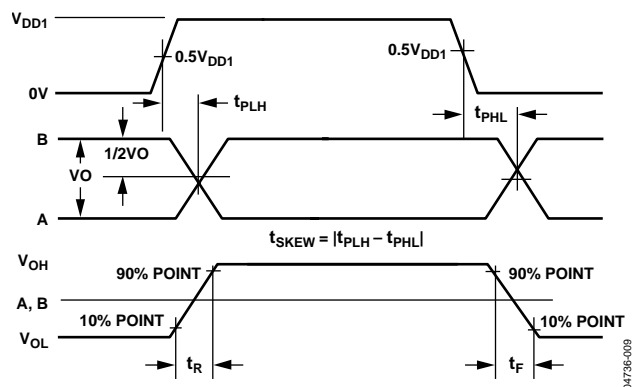 VDD1
0.5VDD1
0.5VDD1
0V
tPLH
tPHL
B
1/2VO
VO
A
tSKEW = |tPLH – tPHL|
VOH
90% POINT
90% POINT
A, B
10% POINT
10% POINT
VOL
tR
tF
04736-009